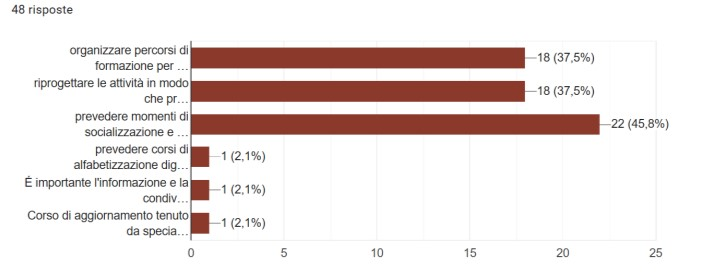 48 risposte
organizzare percorsi di
formazione per …
18 (37,5%)
riprogettare le attività in modo
che pr…
18 (37,5%)
prevedere momenti di
socializzazione e …
22 (45,8%)
prevedere corsi di
alfabetizzazione dig…
1 (2,1%)
É importante l'informazione e la
condiv…
1 (2,1%)
Corso di aggiornamento tenuto
da specia…
1 (2,1%)
0 5 10 15 20 25